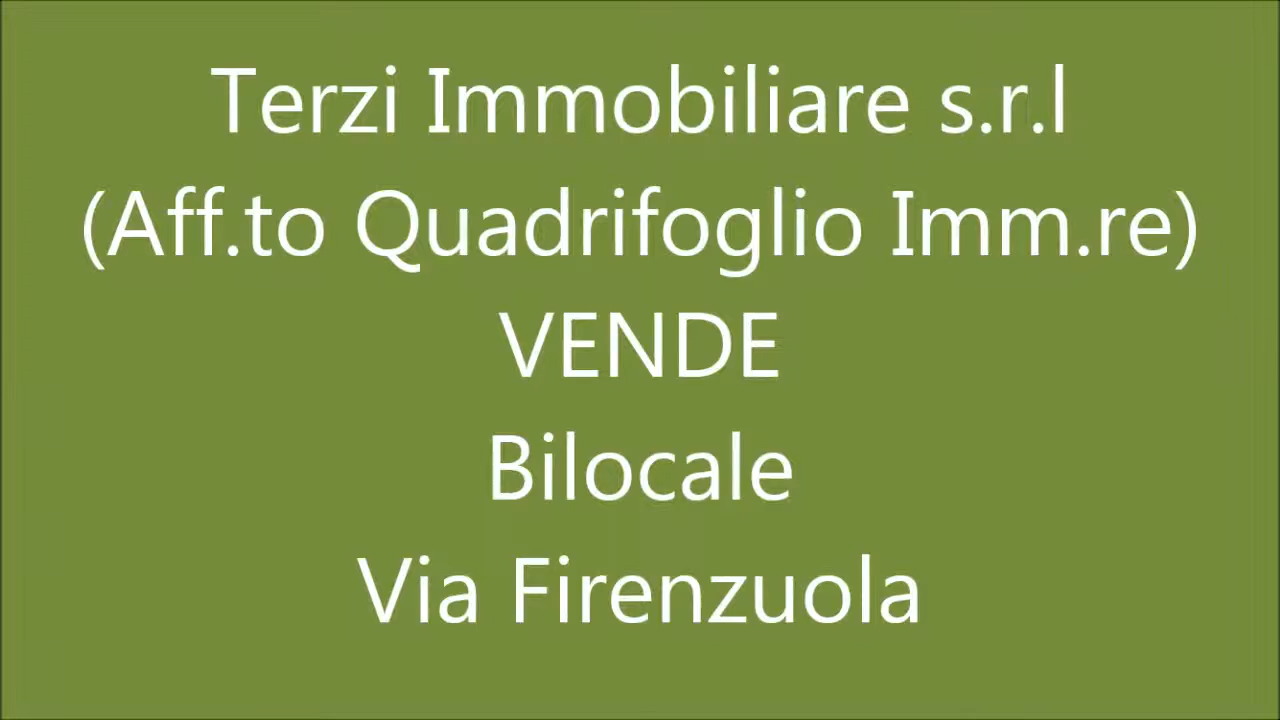 Terzi Immobiliare s.r.l
(Aff.to Quadrifoglio Imm.re)
VENDE
Bilocale
Via Firenzuola